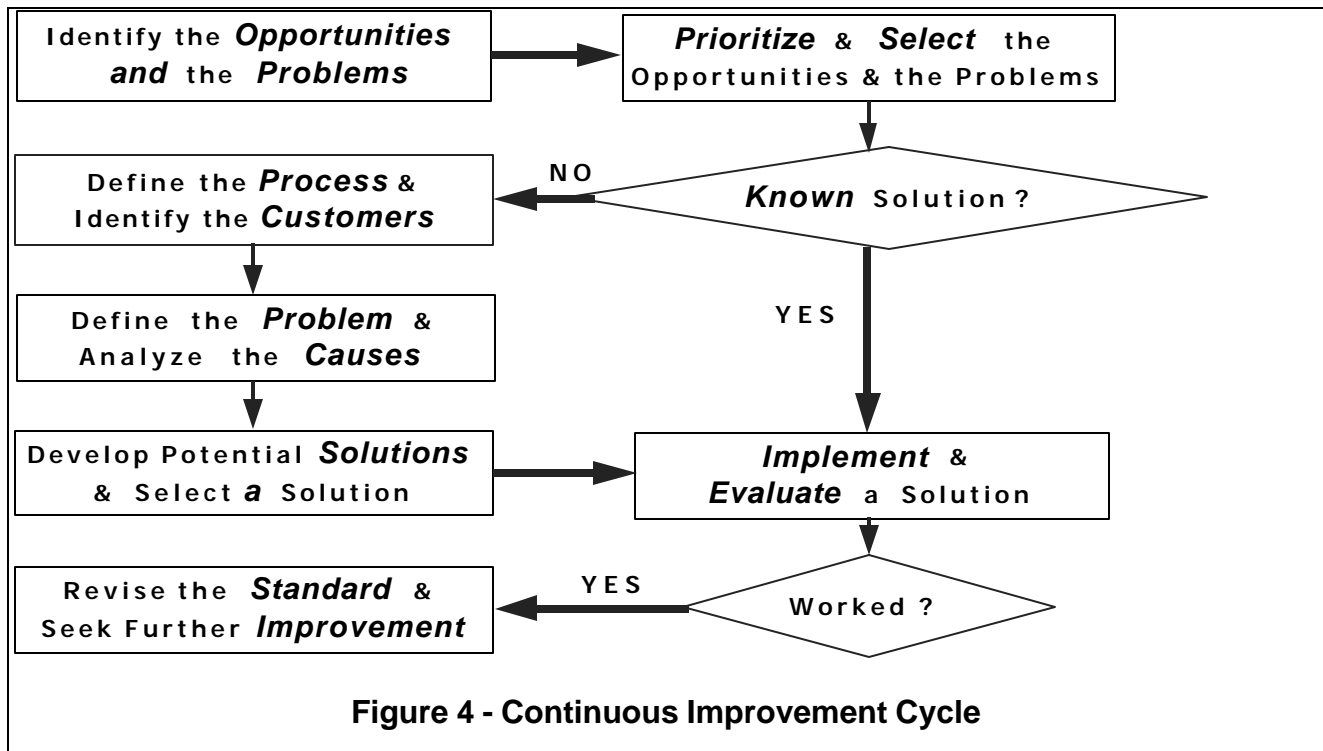 Identify the Opportunities
and the Problems
Prioritize & Select the
Opportunities & the Problems
Known Solution?
NO
Define the Process &
Identify the Customers
YES
Define the Problem &
Analyze the Causes
Develop Potential Solutions
& Select a Solution
Implement &
Evaluate a Solution
Worked?
YES
Revise the Standard &
Seek Further Improvement
Figure 4 - Continuous Improvement Cycle